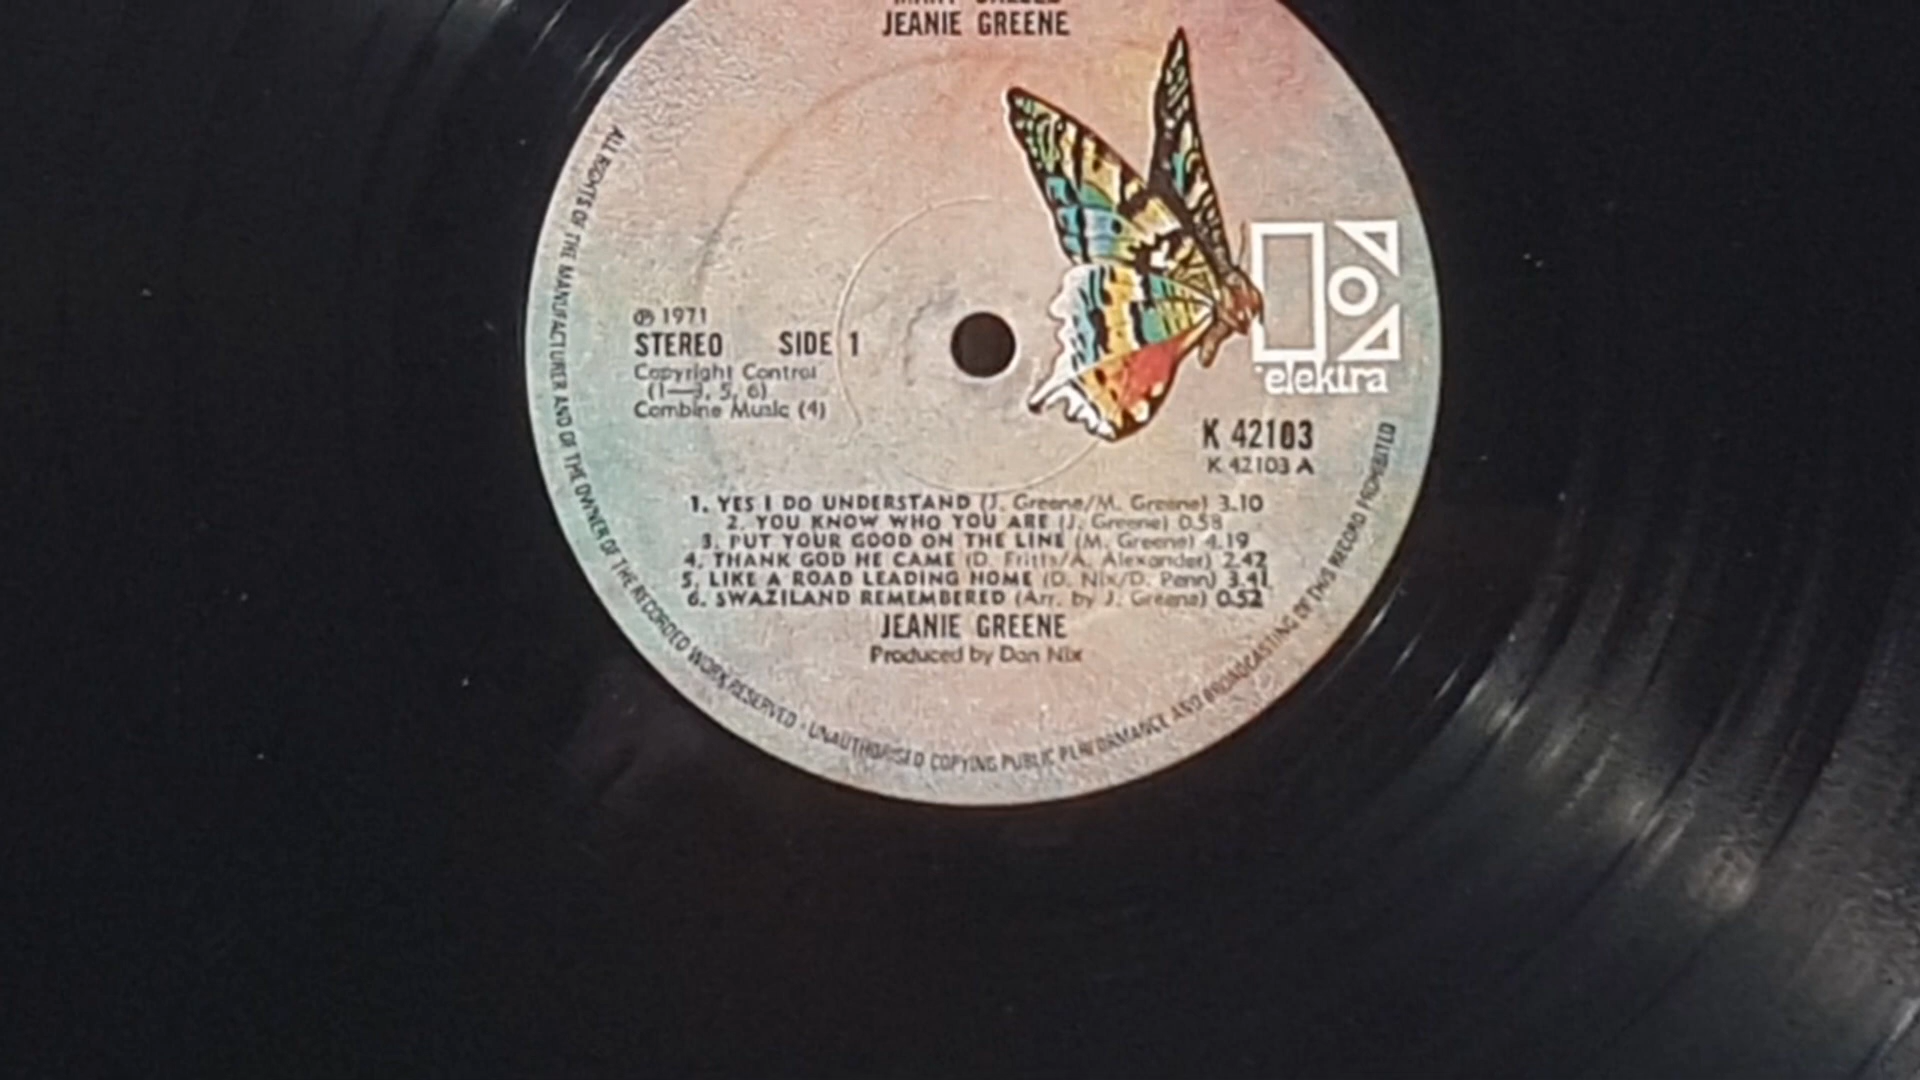 JEANIE GREENE
elektra
℗ 1971
STEREO SIDE 1
Copyright Control
(1—3, 5, 6)
Combine Music (4)
K 42103
K 42103 A
1. YES I DO UNDERSTAND (J. Greene/M. Greene) 3.10
2. YOU KNOW WHO YOU ARE (J. Greene) 0.58
3. PUT YOUR GOOD ON THE LINE (M. Greene) 4.19
4. THANK GOD HE CAME (D. Fritts/A. Alexander) 2.42
5. LIKE A ROAD LEADING HOME (D. Nix/D. Penn) 3.41
6. SWAZILAND REMEMBERED (Arr. by J. Greene) 0.52
JEANIE GREENE
Produced by Don Nix
ALL RIGHTS OF THE MANUFACTURER AND OF THE OWNER OF THE RECORDED WORK RESERVED · UNAUTHORISED COPYING PUBLIC PERFORMANCE AND BROADCASTING OF THIS RECORD PROHIBITED